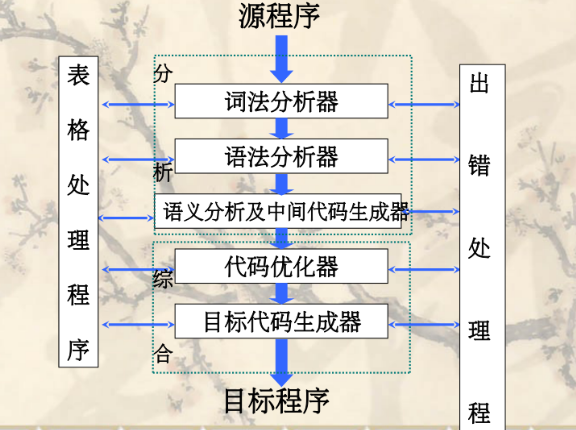 源程序
表格处理程序
分析
词法分析器
语法分析器
语义分析及中间代码生成器
综合
代码优化器
目标代码生成器
目标程序
出错处理程